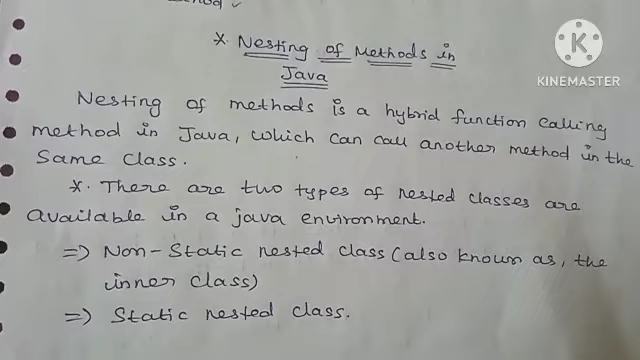 * Nesting of Methods in
Java
Nesting of methods is a hybrid function calling
method in Java, which can call another method in the
Same class.
*. There are two types of nested classes are
available in a java environment.
=> Non-Static nested class (also known as, the
inner class)
=> Static nested class.
KINEMASTER